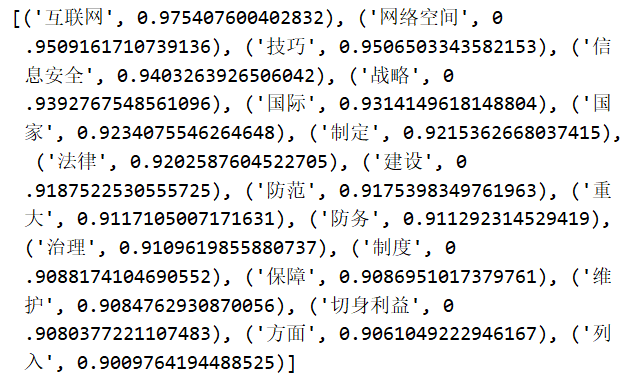 [('互联网', 0.975407600402832), ('网络空间', 0
.9509161710739136), ('技巧', 0.9506503343582153), ('信
息安全', 0.9403263926506042), ('战略', 0
.9392767548561096), ('国际', 0.9314149618148804), ('国
家', 0.9234075546264648), ('制定', 0.9215362668037415),
('法律', 0.9202587604522705), ('建设', 0
.9187522530555725), ('防范', 0.9175398349761963), ('重
大', 0.9117105007171631), ('防务', 0.911292314529419),
('治理', 0.9109619855880737), ('制度', 0
.9088174104690552), ('保障', 0.9086951017379761), ('维
护', 0.9084762930870056), ('切身利益', 0
.9080377221107483), ('方面', 0.9061049222946167), ('列
入', 0.9009764194488525)]